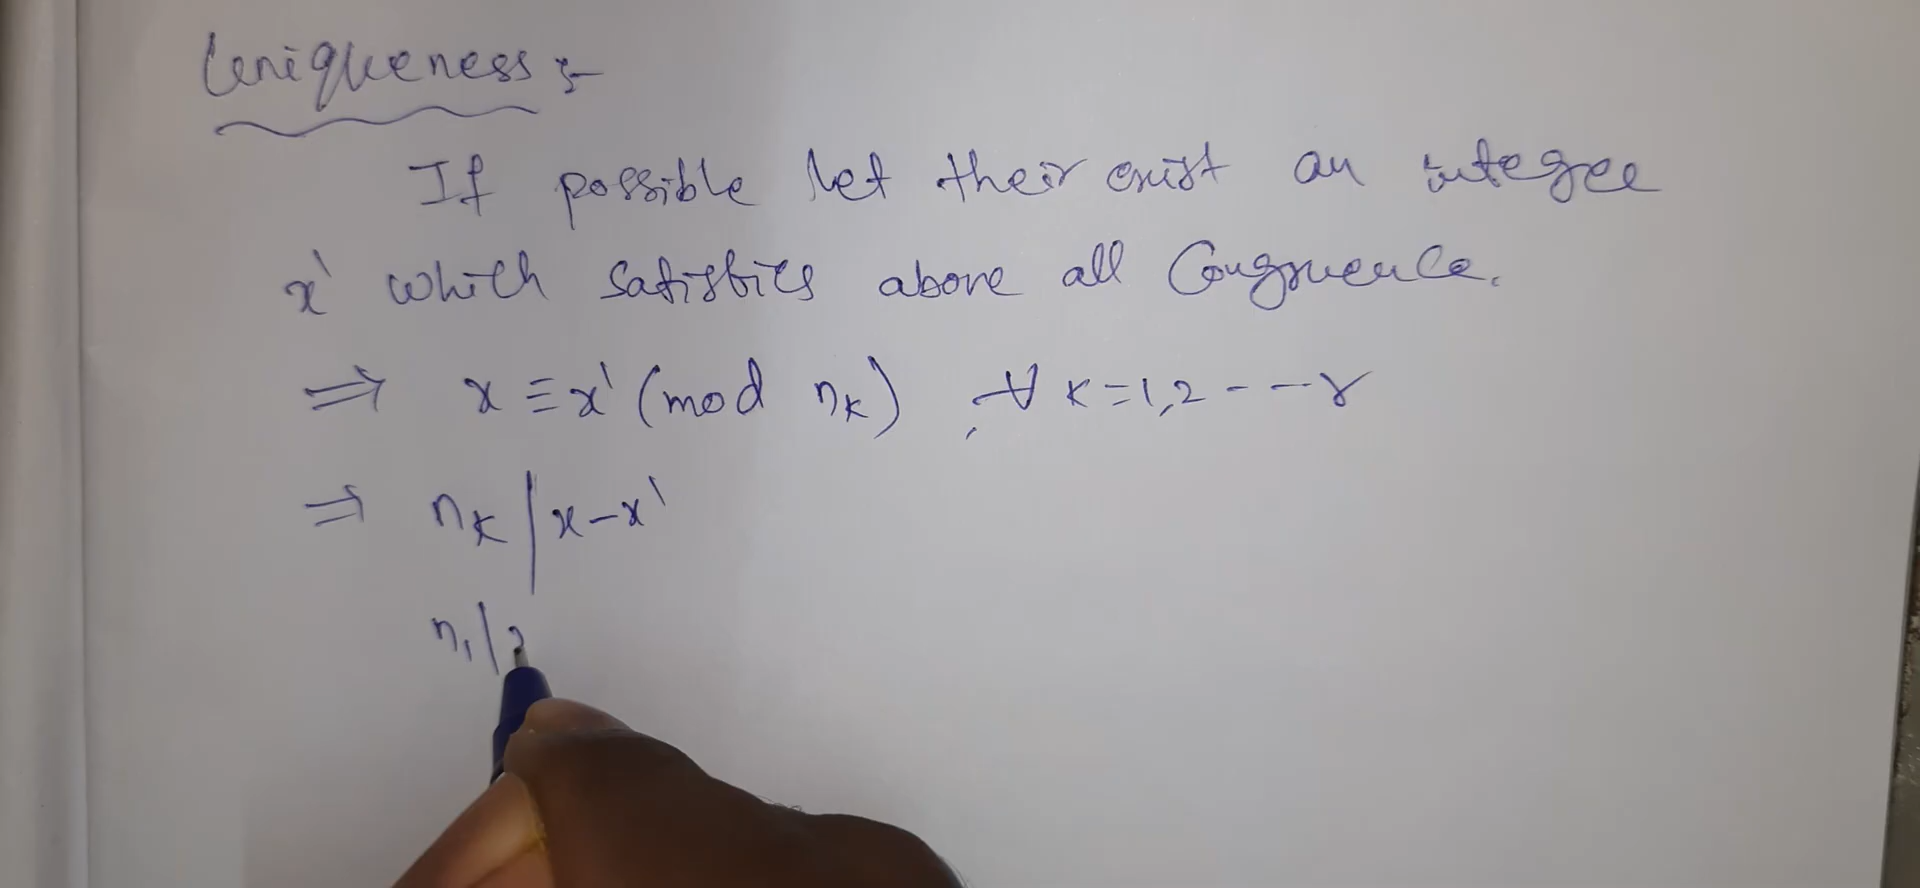 Uniqueness :-
If possible let their exist an integer
x' which satisfies above all Congruence.
⇒ x ≡ x' (mod nₖ) , ∀ k = 1, 2 - - - r
⇒ nₖ | x - x'
n₁ |